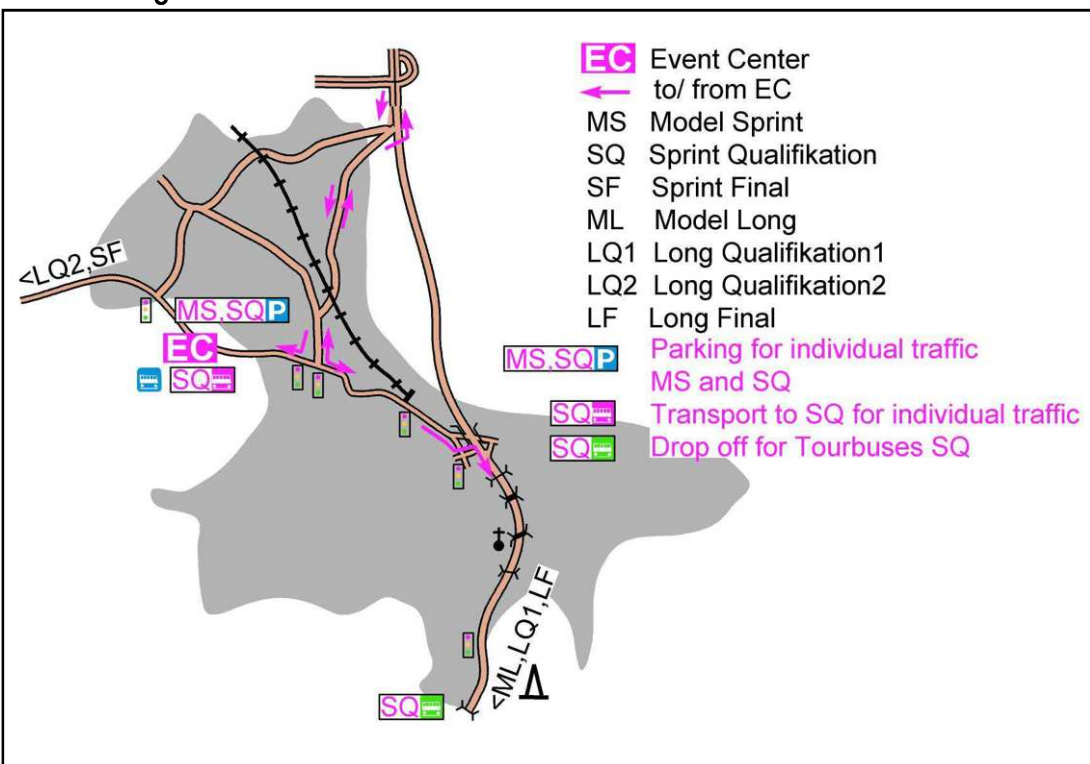 <LQ2,SF
MS,SQ P
EC
SQ
<ML,LQ1,LF
SQ
EC Event Center
to/ from EC
MS Model Sprint
SQ Sprint Qualifikation
SF Sprint Final
ML Model Long
LQ1 Long Qualifikation1
LQ2 Long Qualifikation2
LF Long Final
MS,SQ P Parking for individual traffic
MS and SQ
SQ Transport to SQ for individual traffic
SQ Drop off for Tourbuses SQ